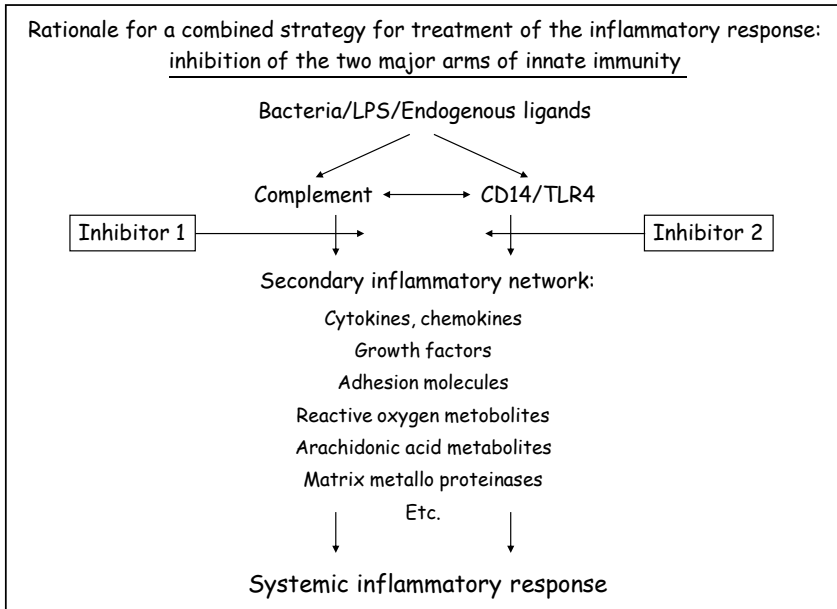 Rationale for a combined strategy for treatment of the inflammatory response:
inhibition of the two major arms of innate immunity
Bacteria/LPS/Endogenous ligands
Complement
CD14/TLR4
Inhibitor 1
Inhibitor 2
Secondary inflammatory network:
Cytokines, chemokines
Growth factors
Adhesion molecules
Reactive oxygen metobolites
Arachidonic acid metabolites
Matrix metallo proteinases
Etc.
Systemic inflammatory response